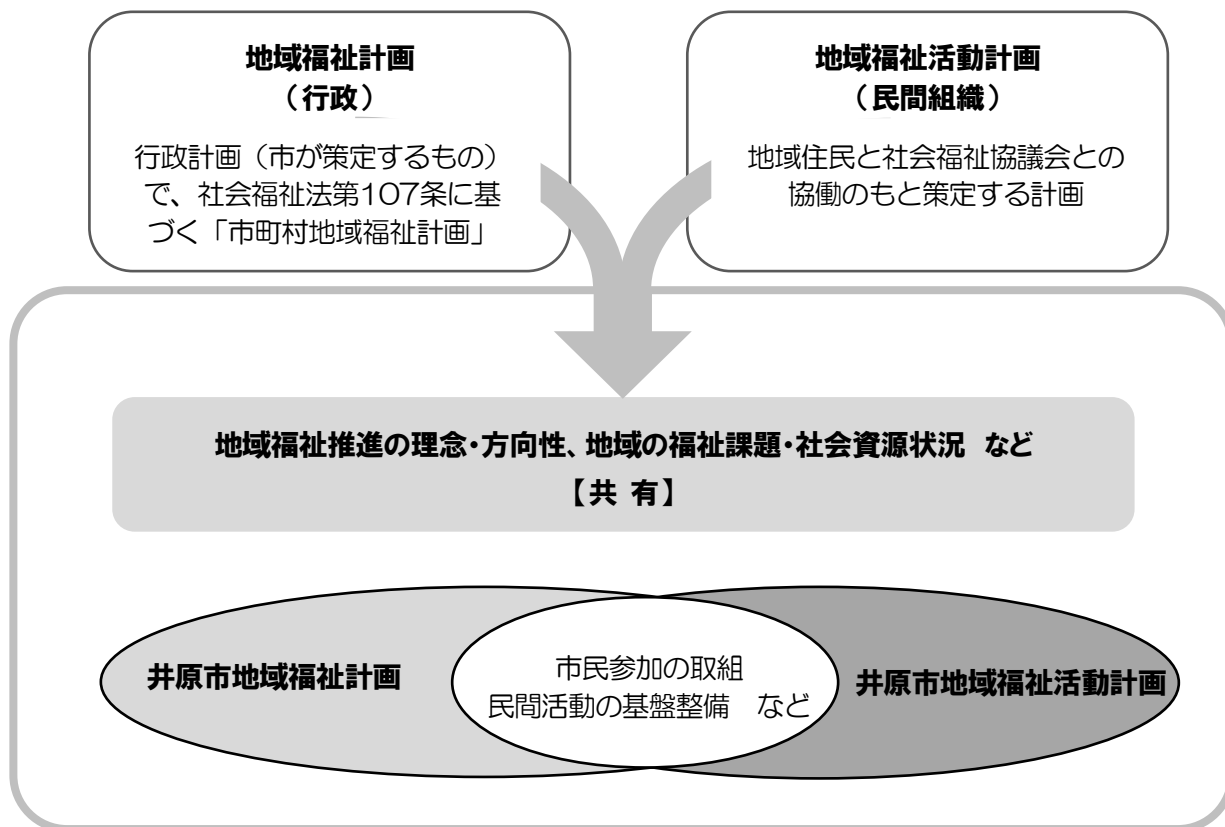 地域福祉計画
（行政）
行政計画（市が策定するもの）
で、社会福祉法第107条に基
づく「市町村地域福祉計画」
地域福祉活動計画
（民間組織）
地域住民と社会福祉協議会との
協働のもと策定する計画
地域福祉推進の理念・方向性、地域の福祉課題・社会資源状況　など
【共 有】
井原市地域福祉計画
市民参加の取組
民間活動の基盤整備　など
井原市地域福祉活動計画